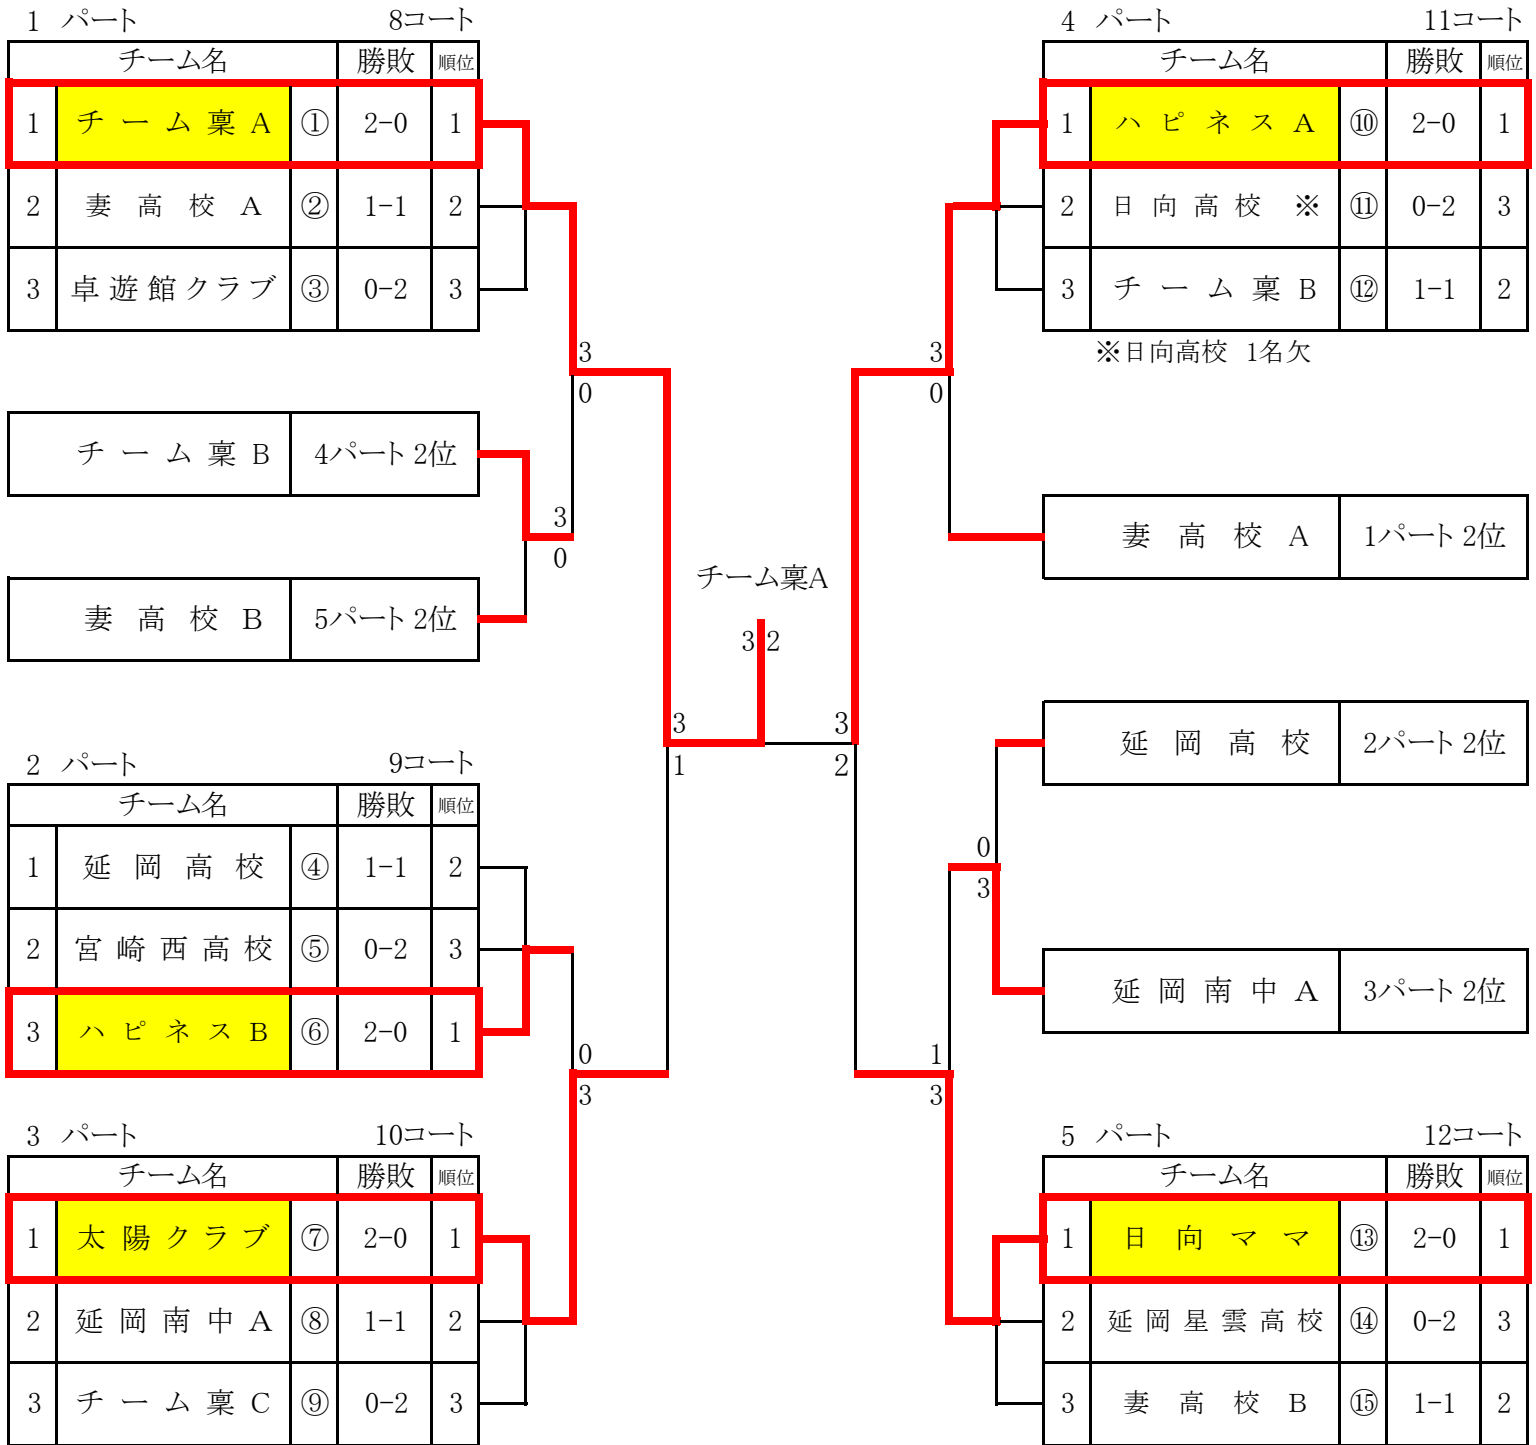 1 パート 8コート
チーム名 勝敗 順位
1 チーム稟A ① 2-0 1
2 妻高校A ② 1-1 2
3 卓遊館クラブ ③ 0-2 3
3
0
チーム稟B 4パート 2位
3
0
妻高校B 5パート 2位
2 パート 9コート
チーム名 勝敗 順位
1 延岡高校 ④ 1-1 2
2 宮崎西高校 ⑤ 0-2 3
3 ハピネスB ⑥ 2-0 1
0
3
3 パート 10コート
チーム名 勝敗 順位
1 太陽クラブ ⑦ 2-0 1
2 延岡南中A ⑧ 1-1 2
3 チーム稟C ⑨ 0-2 3
チーム稟A
3 2
3
1
3
2
4 パート 11コート
チーム名 勝敗 順位
1 ハピネスA ⑩ 2-0 1
2 日向高校 ※ ⑪ 0-2 3
3 チーム稟B ⑫ 1-1 2
※日向高校 1名欠
3
0
妻高校A 1パート 2位
延岡高校 2パート 2位
0
3
延岡南中A 3パート 2位
1
3
5 パート 12コート
チーム名 勝敗 順位
1 日向ママ ⑬ 2-0 1
2 延岡星雲高校 ⑭ 0-2 3
3 妻高校B ⑮ 1-1 2